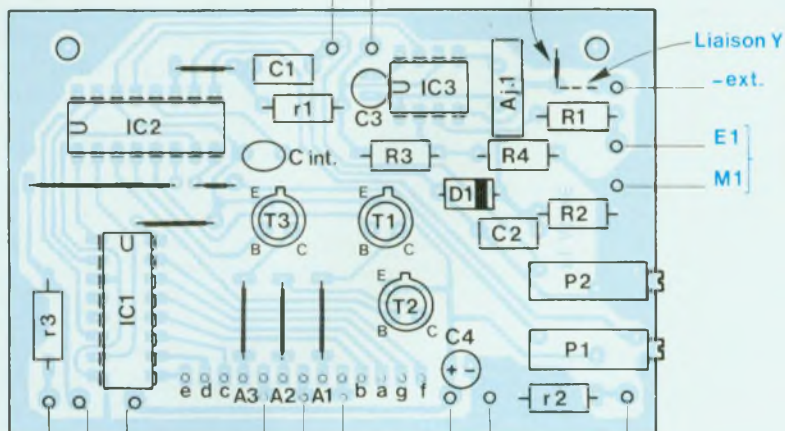 Liaison Y
-ext.
C1
IC3
Aj.1
r1
C3
R1
IC2
E1
C int.
R3
R4
M1
D1
E
T3
B
C
E
T1
B
C
R2
C2
E
T2
B
C
P2
IC1
r3
C4
P1
+ -
e d c A3 A2 A1 b a g f
r2